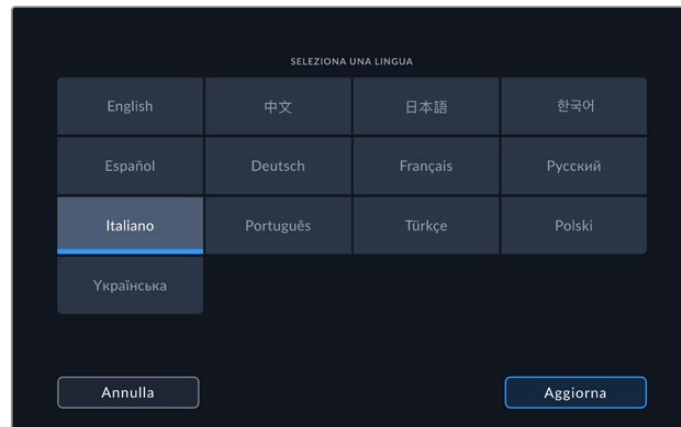 SELEZIONA UNA LINGUA
English 中文 日本語 한국어
Español Deutsch Français Русский
Italiano Português Türkçe Polski
Українська
Annulla Aggiorna